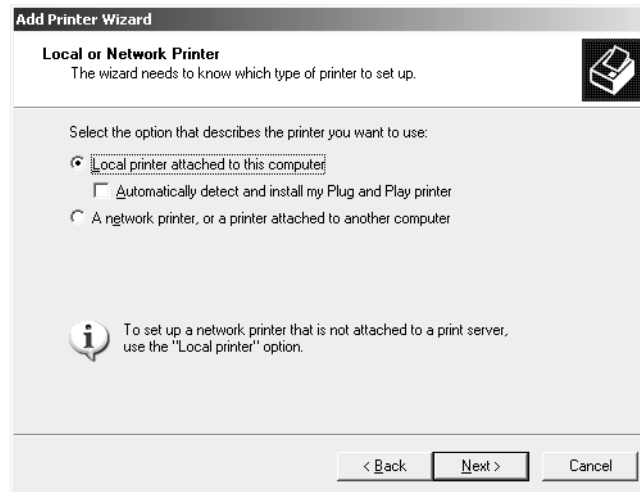 Add Printer Wizard
Local or Network Printer
The wizard needs to know which type of printer to set up.
Select the option that describes the printer you want to use:
Local printer attached to this computer
Automatically detect and install my Plug and Play printer
A network printer, or a printer attached to another computer
To set up a network printer that is not attached to a print server,
use the "Local printer" option.
< Back Next > Cancel